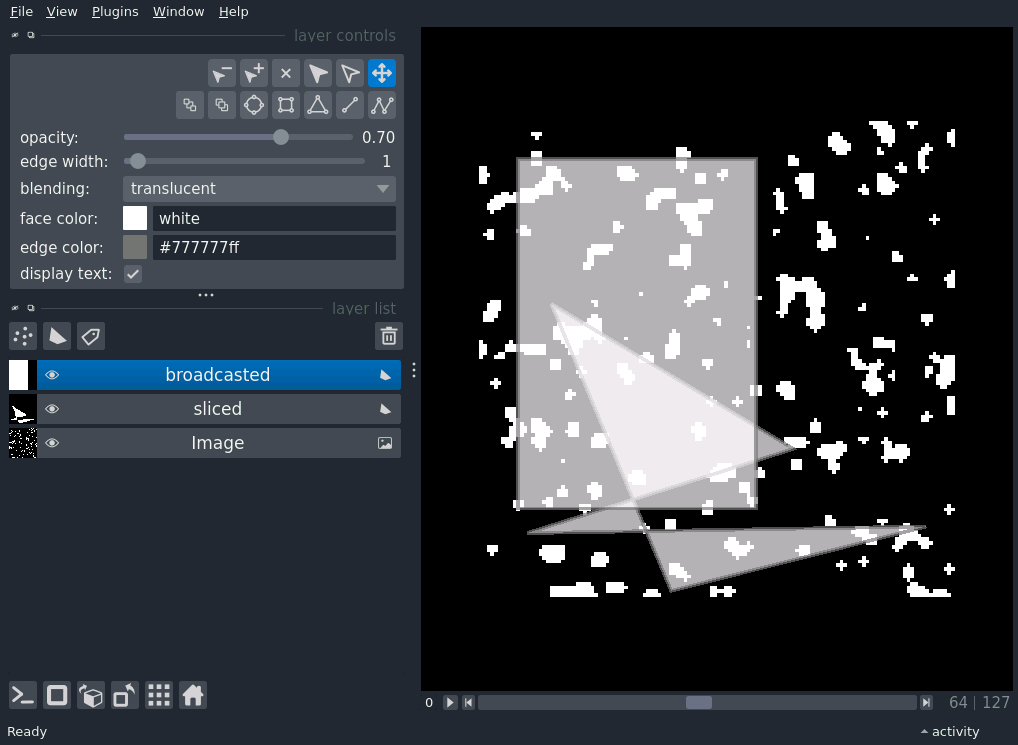 File View Plugins Window Help
layer controls
opacity: 0.70
edge width: 1
blending: translucent
face color: white
edge color: #777777ff
display text:
layer list
broadcasted
sliced
Image
0 64 | 127
Ready activity